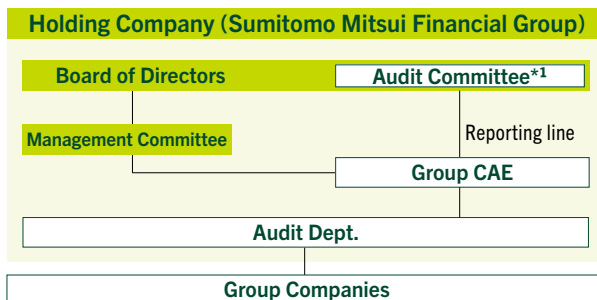 Holding Company (Sumitomo Mitsui Financial Group)
Board of Directors
Audit Committee*1
Management Committee
Reporting line
Group CAE
Audit Dept.
Group Companies